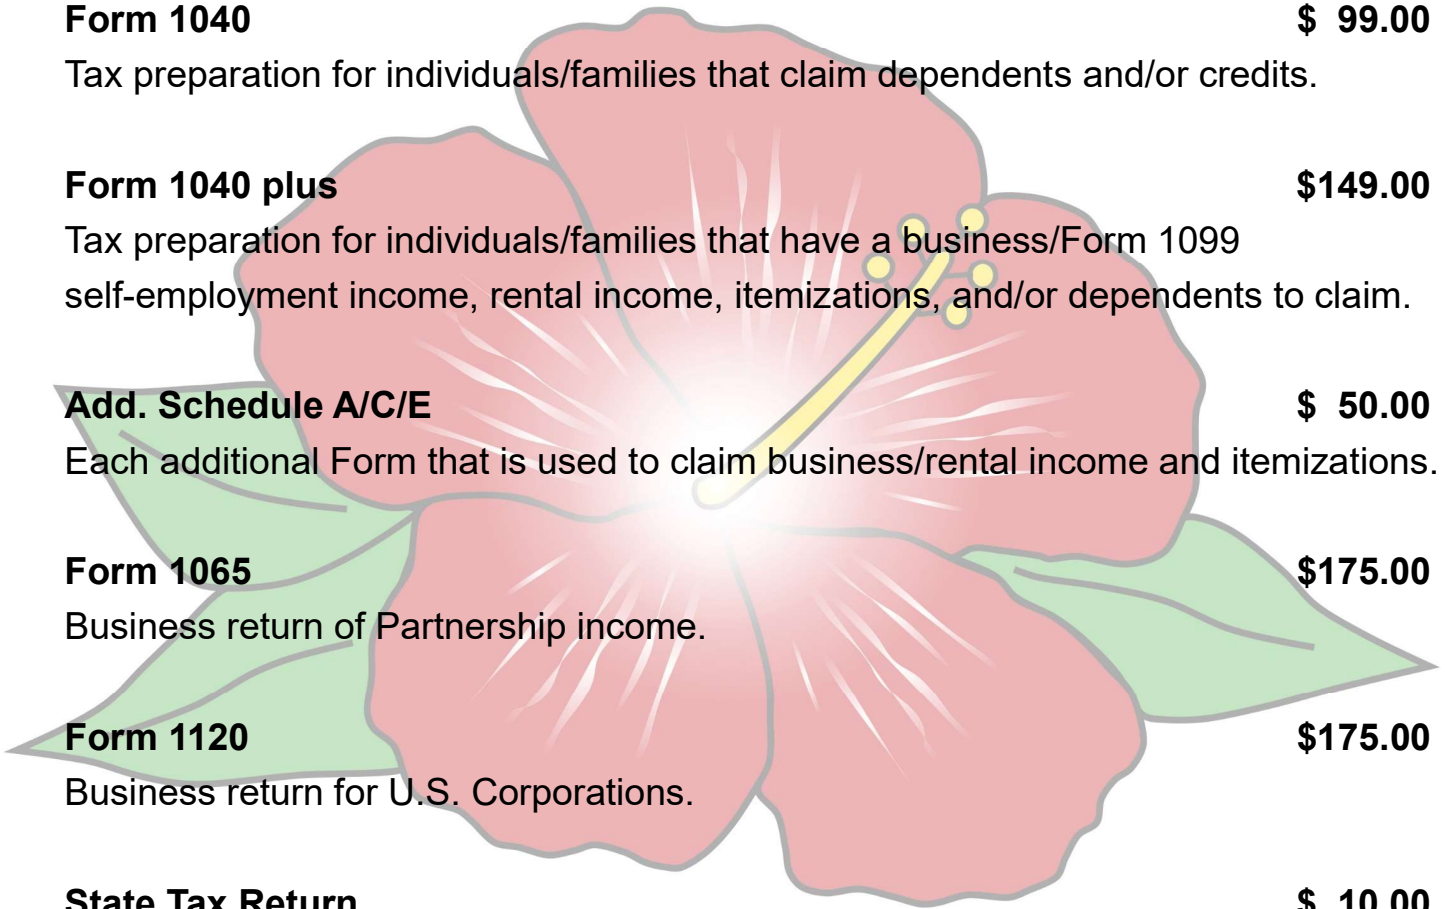 Form 1040 $ 99.00
Tax preparation for individuals/families that claim dependents and/or credits.
Form 1040 plus $149.00
Tax preparation for individuals/families that have a business/Form 1099
self-employment income, rental income, itemizations, and/or dependents to claim.
Add. Schedule A/C/E $ 50.00
Each additional Form that is used to claim business/rental income and itemizations.
Form 1065 $175.00
Business return of Partnership income.
Form 1120 $175.00
Business return for U.S. Corporations.
State Tax Return $ 10.00